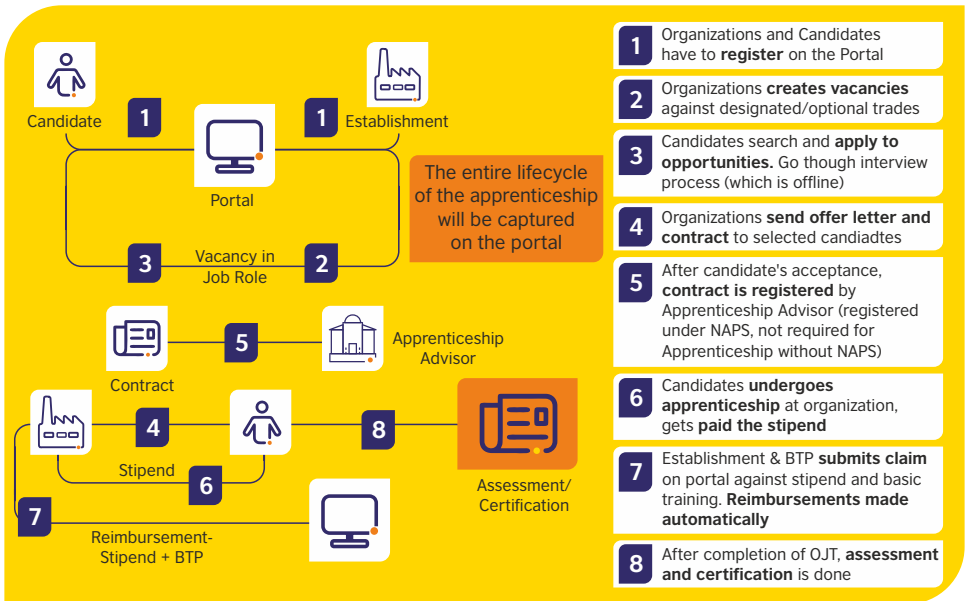 Candidate
1
1
Establishment
Portal
The entire lifecycle
of the apprenticeship
will be captured
on the portal
3
Vacancy in
Job Role
2
Contract
5
Apprenticeship
Advisor
4
Stipend
6
8
Assessment/
Certification
7
Reimbursement-
Stipend + BTP
1
Organizations and Candidates
have to register on the Portal
2
Organizations creates vacancies
against designated/optional trades
3
Candidates search and apply to
opportunities. Go though interview
process (which is offline)
4
Organizations send offer letter and
contract to selected candiadtes
5
After candidate's acceptance,
contract is registered by
Apprenticeship Advisor (registered
under NAPS, not required for
Apprenticeship without NAPS)
6
Candidates undergoes
apprenticeship at organization,
gets paid the stipend
7
Establishment & BTP submits claim
on portal against stipend and basic
training. Reimbursements made
automatically
8
After completion of OJT, assessment
and certification is done